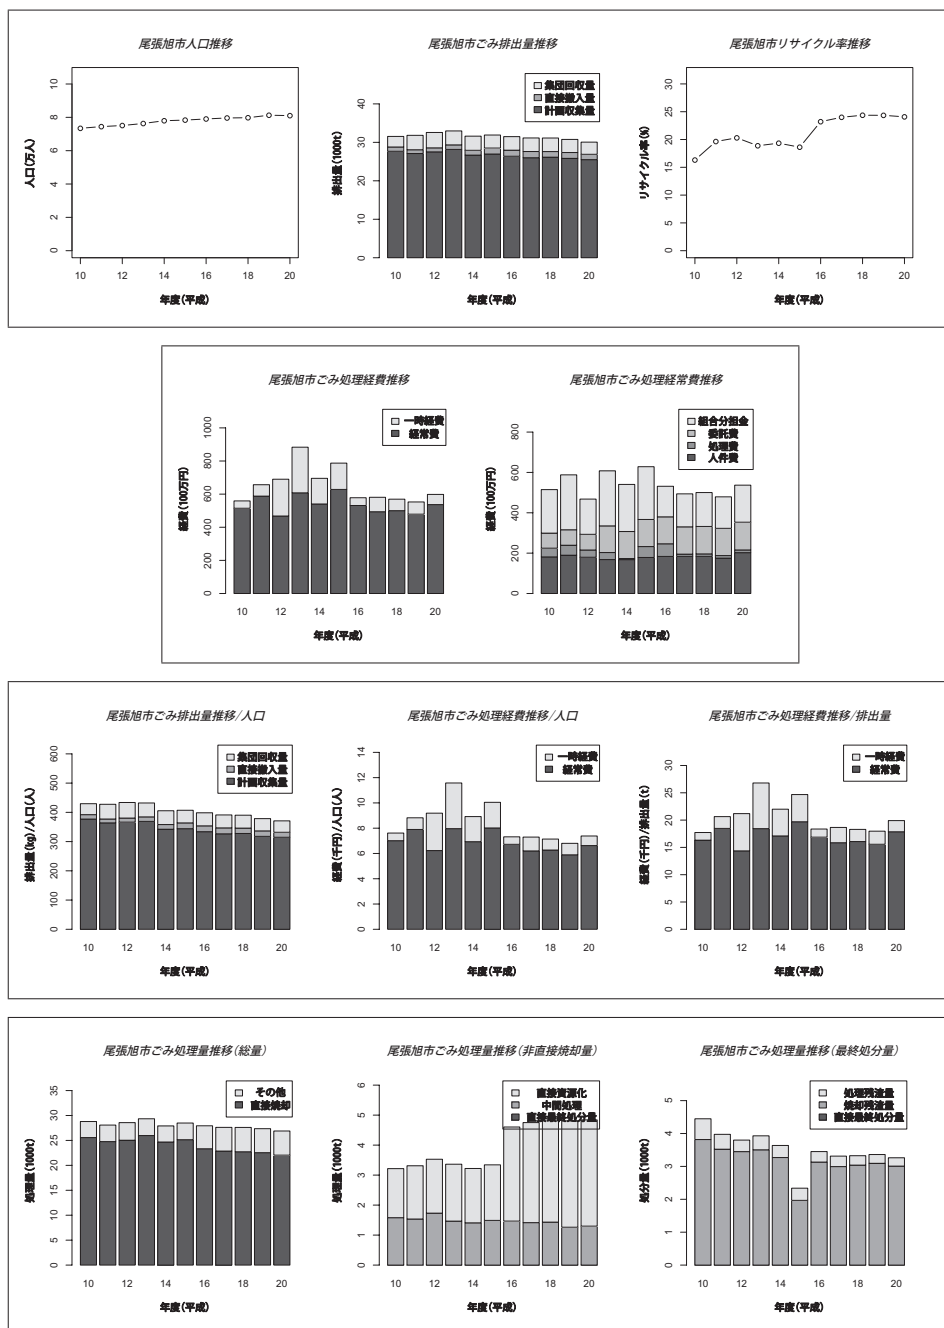 尾張旭市人口推移
人口(万人)
0 2 4 6 8 10
10 12 14 16 18 20
年度(平成)
尾張旭市ごみ排出量推移
集団回収量
直接搬入量
計画収集量
排出量(1000t)
0 10 20 30 40
10 12 14 16 18 20
年度(平成)
尾張旭市リサイクル率推移
リサイクル率(%)
0 5 10 15 20 25 30
10 12 14 16 18 20
年度(平成)
尾張旭市ごみ処理経費推移
一時経費
経常費
経費(100万円)
0 200 400 600 800 1000
10 12 14 16 18 20
年度(平成)
尾張旭市ごみ処理経常費推移
組合分担金
委託費
処理費
人件費
経費(100万円)
0 200 400 600 800
10 12 14 16 18 20
年度(平成)
尾張旭市ごみ排出量推移/人口
集団回収量
直接搬入量
計画収集量
排出量(kg)/人口(人)
0 100 200 300 400 500 600
10 12 14 16 18 20
年度(平成)
尾張旭市ごみ処理経費推移/人口
一時経費
経常費
経費(千円)/人口(人)
0 2 4 6 8 10 12 14
10 12 14 16 18 20
年度(平成)
尾張旭市ごみ処理経費推移/排出量
一時経費
経常費
経費(千円)/排出量(t)
0 5 10 15 20 25 30
10 12 14 16 18 20
年度(平成)
尾張旭市ごみ処理量推移(総量)
その他
直接焼却
処理量(1000t)
0 5 10 15 20 25 30 35
10 12 14 16 18 20
年度(平成)
尾張旭市ごみ処理量推移(非直接焼却量)
直接資源化
中間処理
直接最終処分量
処理量(1000t)
0 1 2 3 4 5 6
10 12 14 16 18 20
年度(平成)
尾張旭市ごみ処理量推移(最終処分量)
処理残渣量
焼却残渣量
直接最終処分量
処分量(1000t)
0 1 2 3 4 5
10 12 14 16 18 20
年度(平成)